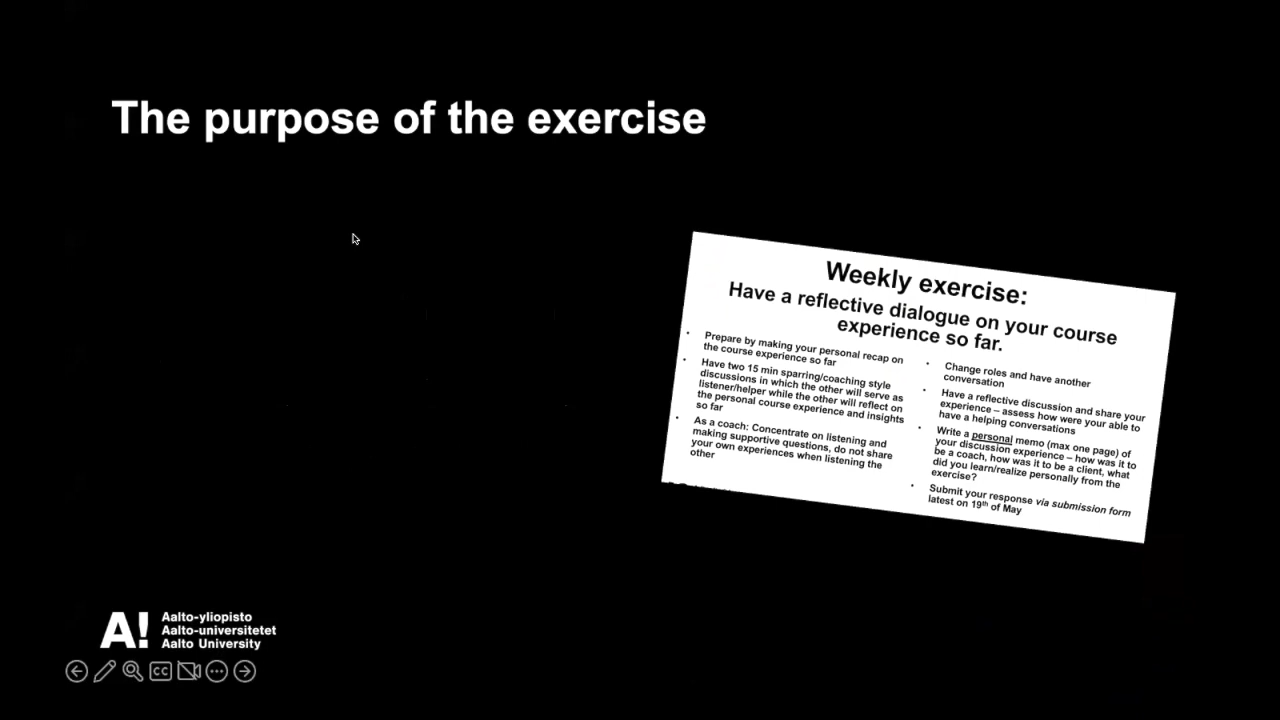 The purpose of the exercise
Weekly exercise:
Have a reflective dialogue on your course
experience so far.
• Prepare by making your personal recap on
the course experience so far
• Have two 15 min sparring/coaching style
discussions in which the other will serve as
listener/helper while the other will reflect on
the personal course experience and insights
so far
• As a coach: Concentrate on listening and
making supportive questions, do not share
your own experiences when listening the
other
• Change roles and have another
conversation
• Have a reflective discussion and share your
experience – assess how were your able to
have a helping conversations
• Write a personal memo (max one page) of
your discussion experience – how was it to
be a coach, how was it to be a client, what
did you learn/realize personally from the
exercise?
• Submit your response via submission form
latest on 19th of May
A!
Aalto-yliopisto
Aalto-universitetet
Aalto University
CC